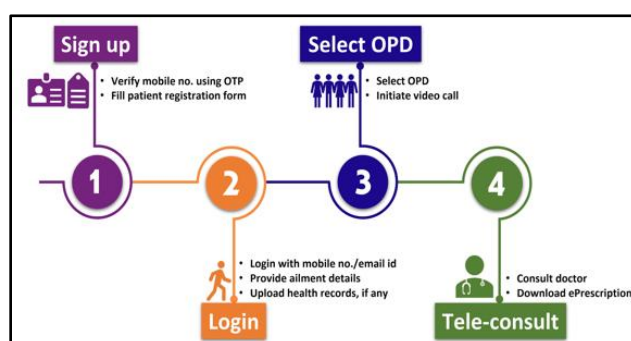 Sign up
• Verify mobile no. using OTP
• Fill patient registration form
1
2
• Login with mobile no./email id
• Provide ailment details
• Upload health records, if any
Login
Select OPD
• Select OPD
• Initiate video call
3
4
• Consult doctor
• Download ePrescription
Tele-consult